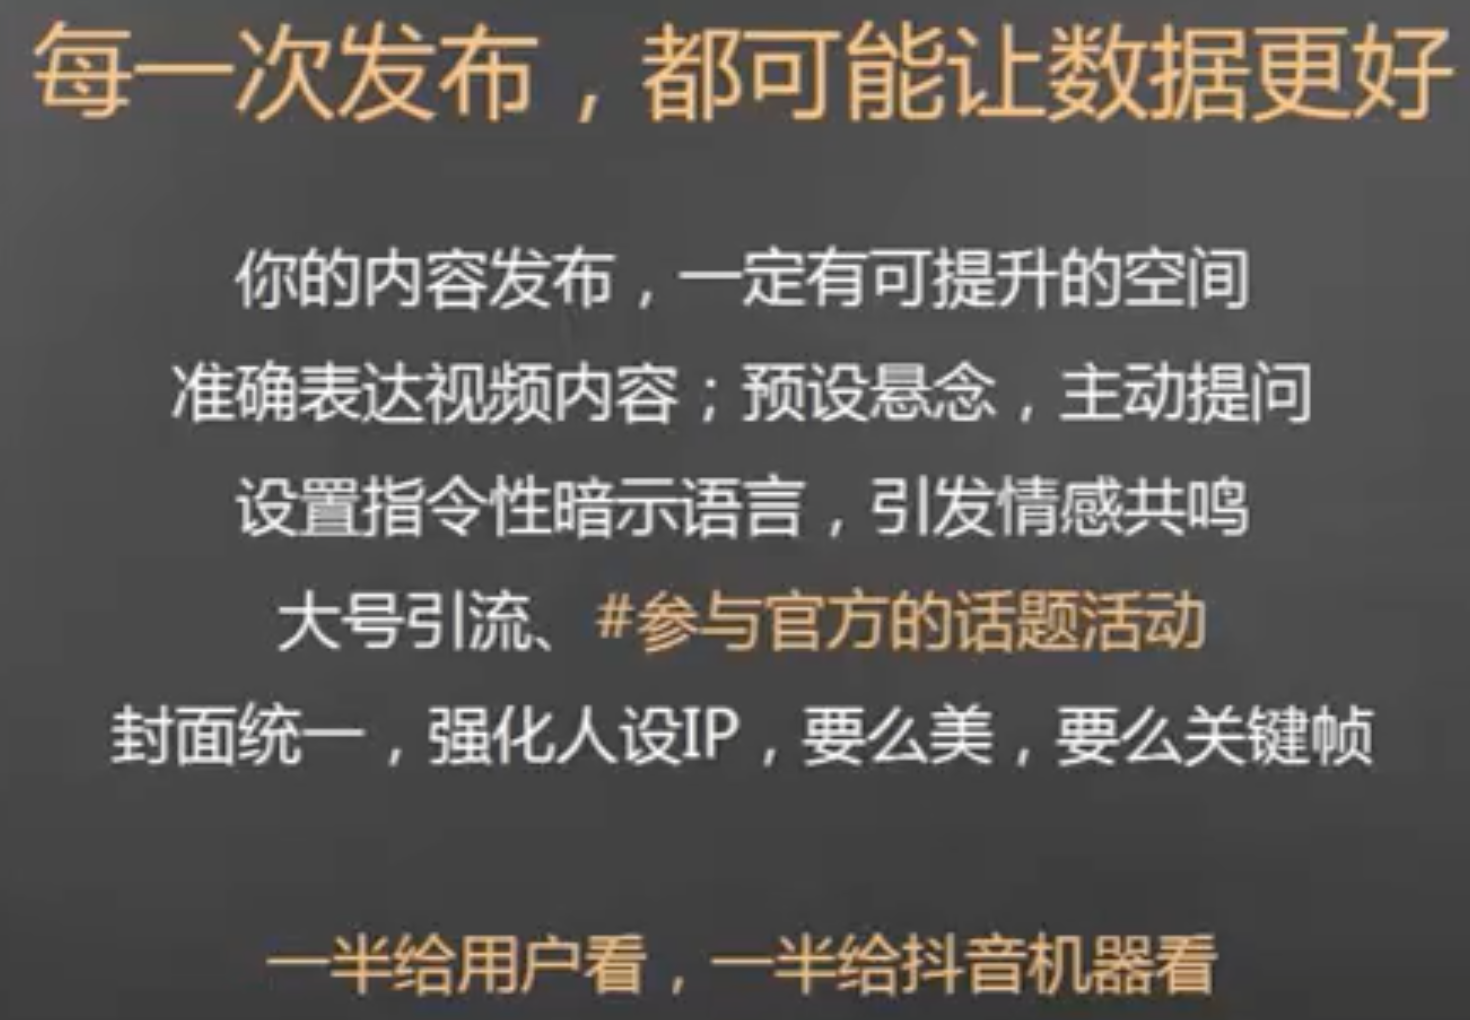 每一次发布，都可能让数据更好
你的内容发布，一定有可提升的空间
准确表达视频内容；预设悬念，主动提问
设置指令性暗示语言，引发情感共鸣
大号引流、#参与官方的话题活动
封面统一，强化人设IP，要么美，要么关键帧
一半给用户看，一半给抖音机器看